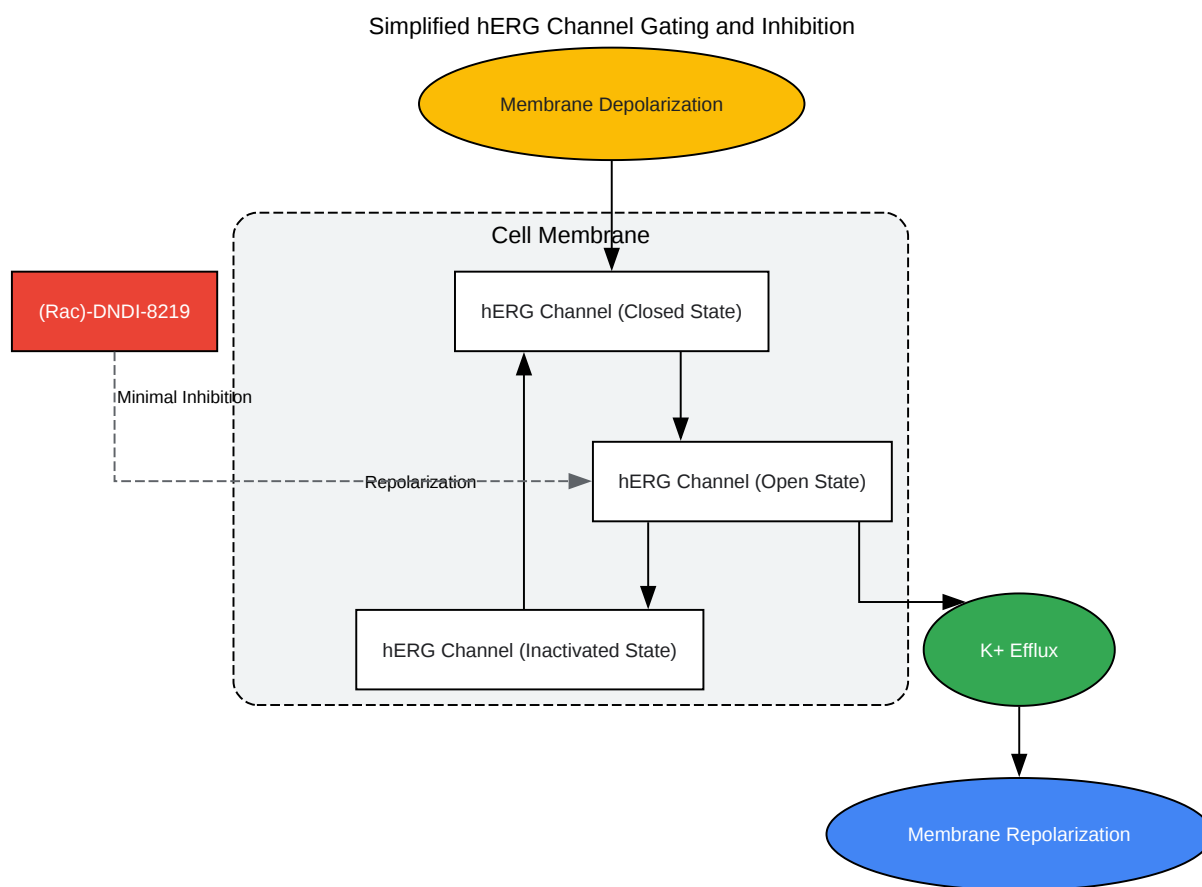 Simplified hERG Channel Gating and Inhibition
Membrane Depolarization
Cell Membrane
(Rac)-DNDI-8219
hERG Channel (Closed State)
Minimal Inhibition
Repolarization
hERG Channel (Open State)
hERG Channel (Inactivated State)
K+ Efflux
Membrane Repolarization